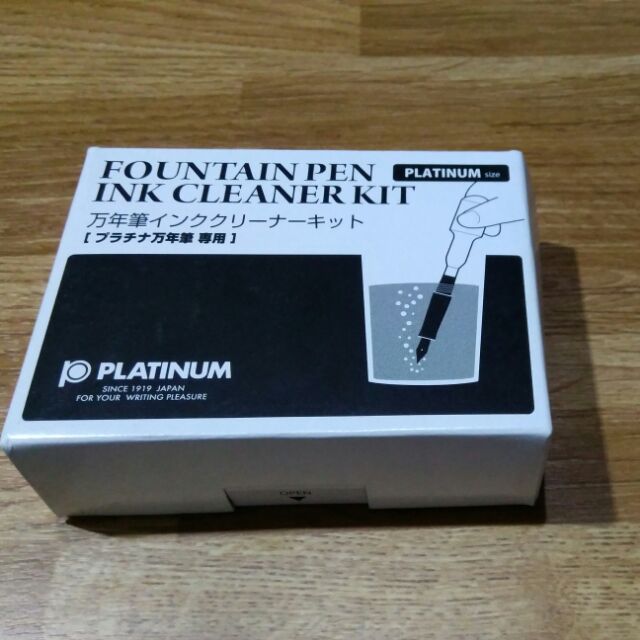 FOUNTAIN PEN
INK CLEANER KIT
PLATINUM size
万年筆インククリーナーキット
[ プラチナ万年筆 専用 ]
PLATINUM
SINCE 1919 JAPAN
FOR YOUR WRITING PLEASURE
OPEN